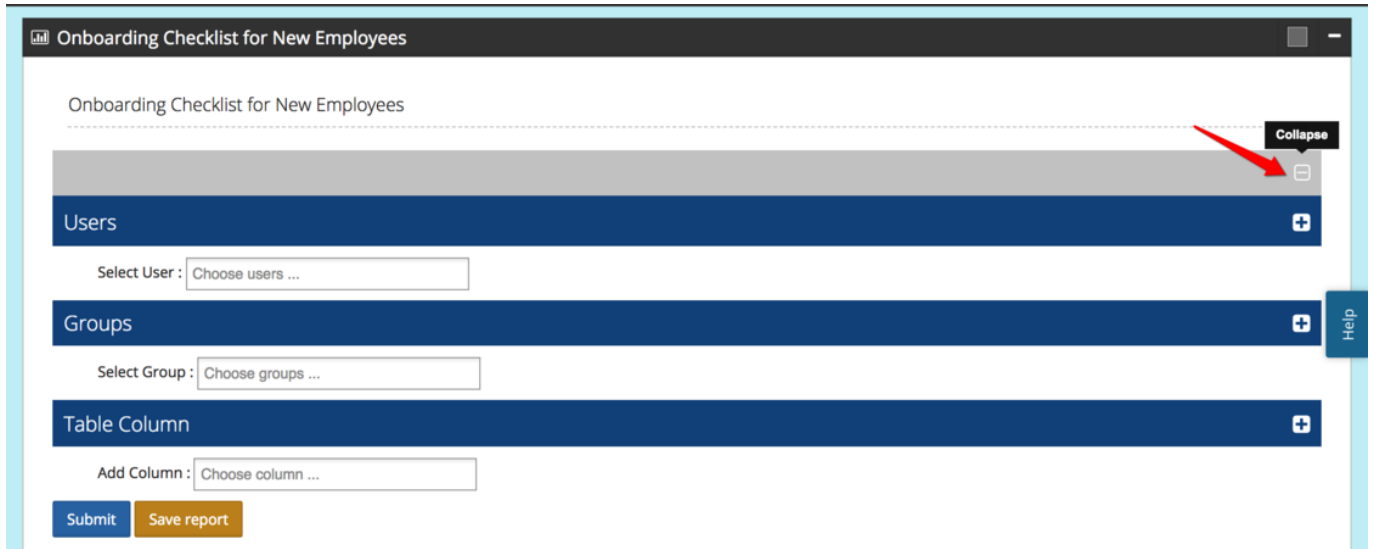 Onboarding Checklist for New Employees
Onboarding Checklist for New Employees
Collapse
Users
Select User : Choose users ...
Groups
Help
Select Group : Choose groups ...
Table Column
Add Column : Choose column ...
Submit Save report